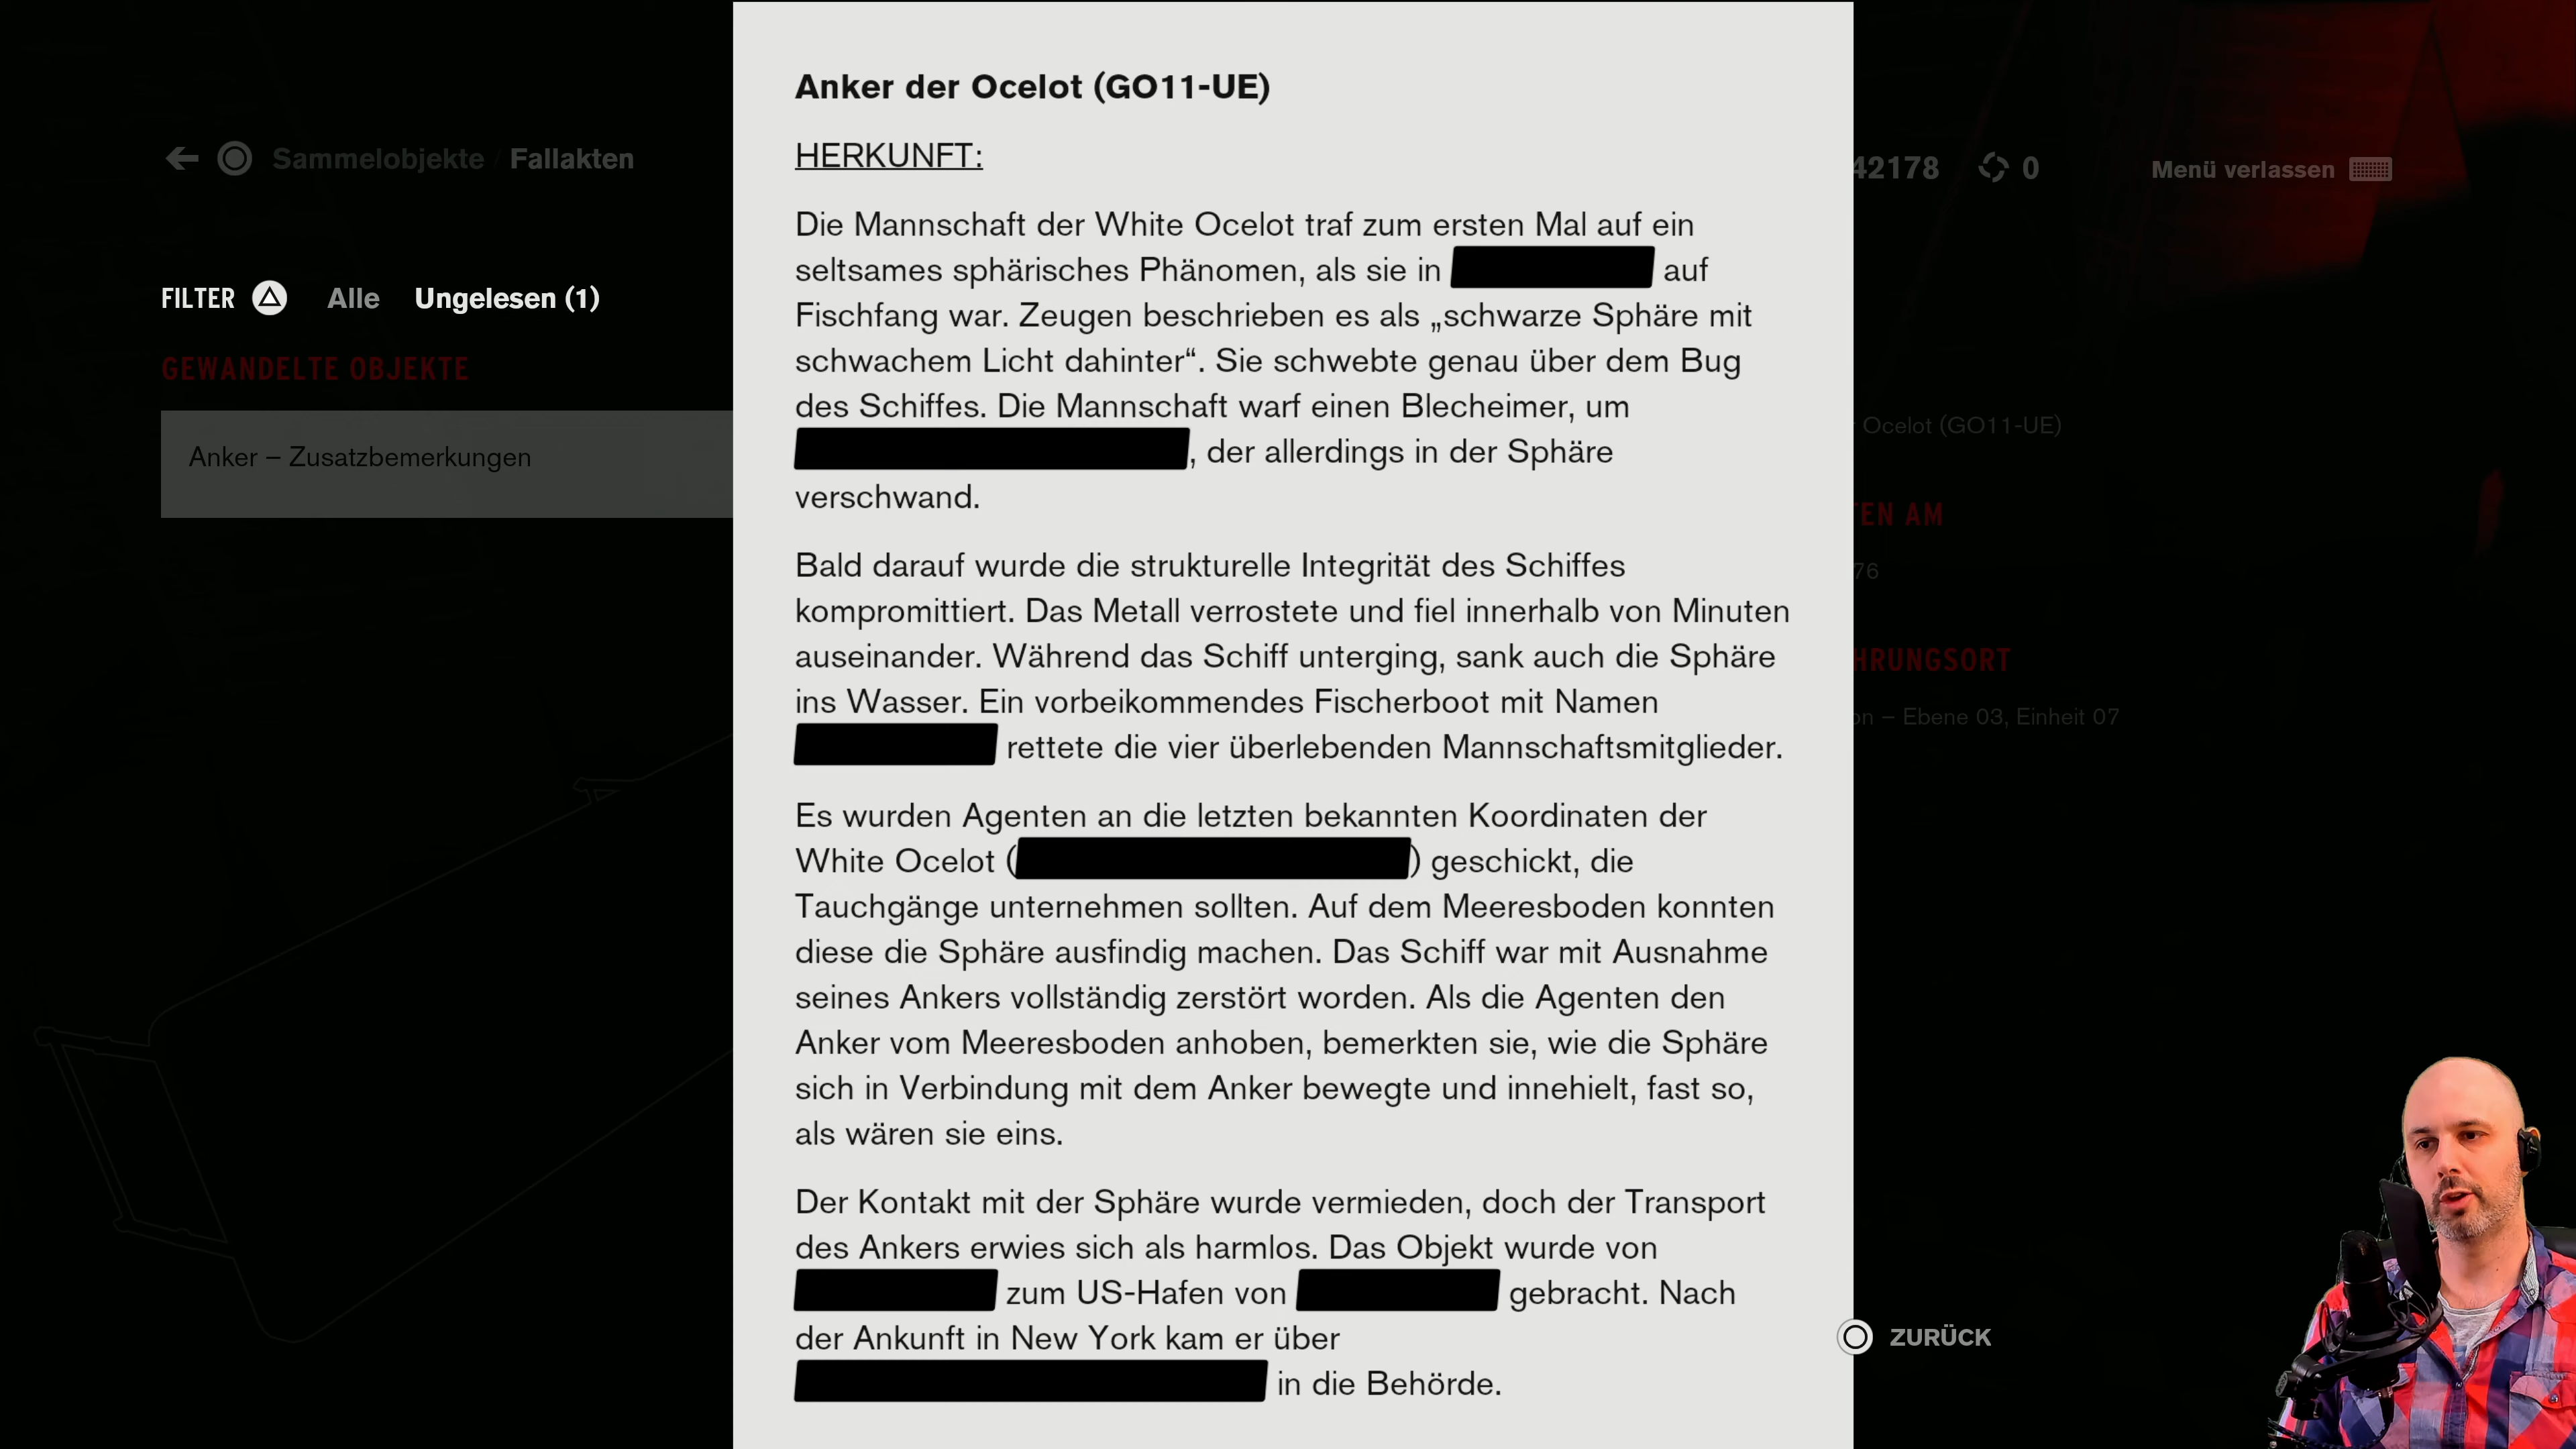 Anker der Ocelot (GO11-UE)
Sammelobjekte / Fallakten
42178
0
Menü verlassen
FILTER
Alle
Ungelesen (1)
GEWANDELTE OBJEKTE
Anker – Zusatzbemerkungen
HERKUNFT:
Die Mannschaft der White Ocelot traf zum ersten Mal auf ein
seltsames sphärisches Phänomen, als sie in auf
Fischfang war. Zeugen beschrieben es als „schwarze Sphäre mit
schwachem Licht dahinter“. Sie schwebte genau über dem Bug
des Schiffes. Die Mannschaft warf einen Blecheimer, um
, der allerdings in der Sphäre
verschwand.
Bald darauf wurde die strukturelle Integrität des Schiffes
kompromittiert. Das Metall verrostete und fiel innerhalb von Minuten
auseinander. Während das Schiff unterging, sank auch die Sphäre
ins Wasser. Ein vorbeikommendes Fischerboot mit Namen
rettete die vier überlebenden Mannschaftsmitglieder.
Es wurden Agenten an die letzten bekannten Koordinaten der
White Ocelot ( ) geschickt, die
Tauchgänge unternehmen sollten. Auf dem Meeresboden konnten
diese die Sphäre ausfindig machen. Das Schiff war mit Ausnahme
seines Ankers vollständig zerstört worden. Als die Agenten den
Anker vom Meeresboden anhoben, bemerkten sie, wie die Sphäre
sich in Verbindung mit dem Anker bewegte und innehielt, fast so,
als wären sie eins.
Der Kontakt mit der Sphäre wurde vermieden, doch der Transport
des Ankers erwies sich als harmlos. Das Objekt wurde von
zum US-Hafen von gebracht. Nach
der Ankunft in New York kam er über
in die Behörde.
Ocelot (GO11-UE)
TEN AM
76
HRUNGSORT
on – Ebene 03, Einheit 07
ZURÜCK